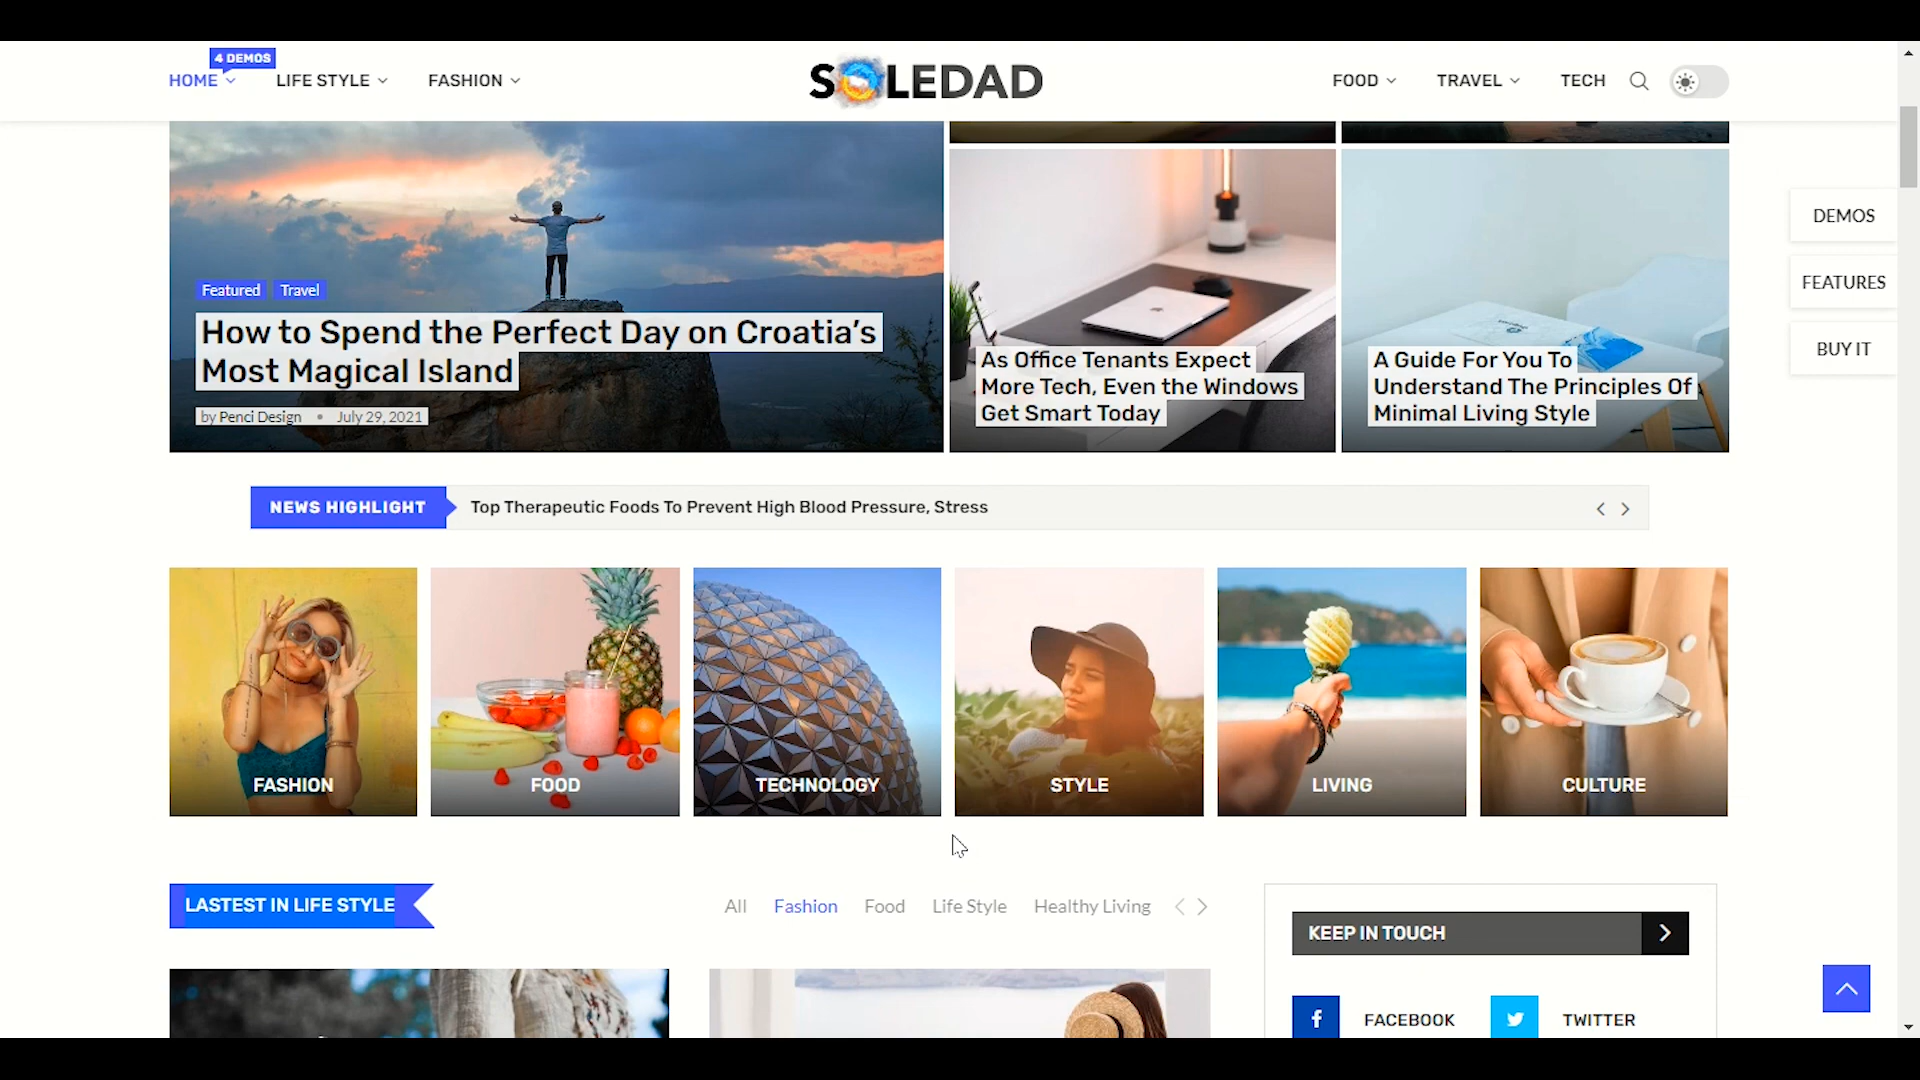 4 DEMOS
HOME LIFE STYLE FASHION SOLEDAD FOOD TRAVEL TECH
DEMOS
FEATURES
BUY IT
Featured Travel
How to Spend the Perfect Day on Croatia's
Most Magical Island
by Penci Design • July 29, 2021
As Office Tenants Expect
More Tech, Even the Windows
Get Smart Today
A Guide For You To
Understand The Principles Of
Minimal Living Style
NEWS HIGHLIGHT Top Therapeutic Foods To Prevent High Blood Pressure, Stress
FASHION FOOD TECHNOLOGY STYLE LIVING CULTURE
LASTEST IN LIFE STYLE All Fashion Food Life Style Healthy Living
KEEP IN TOUCH
FACEBOOK TWITTER